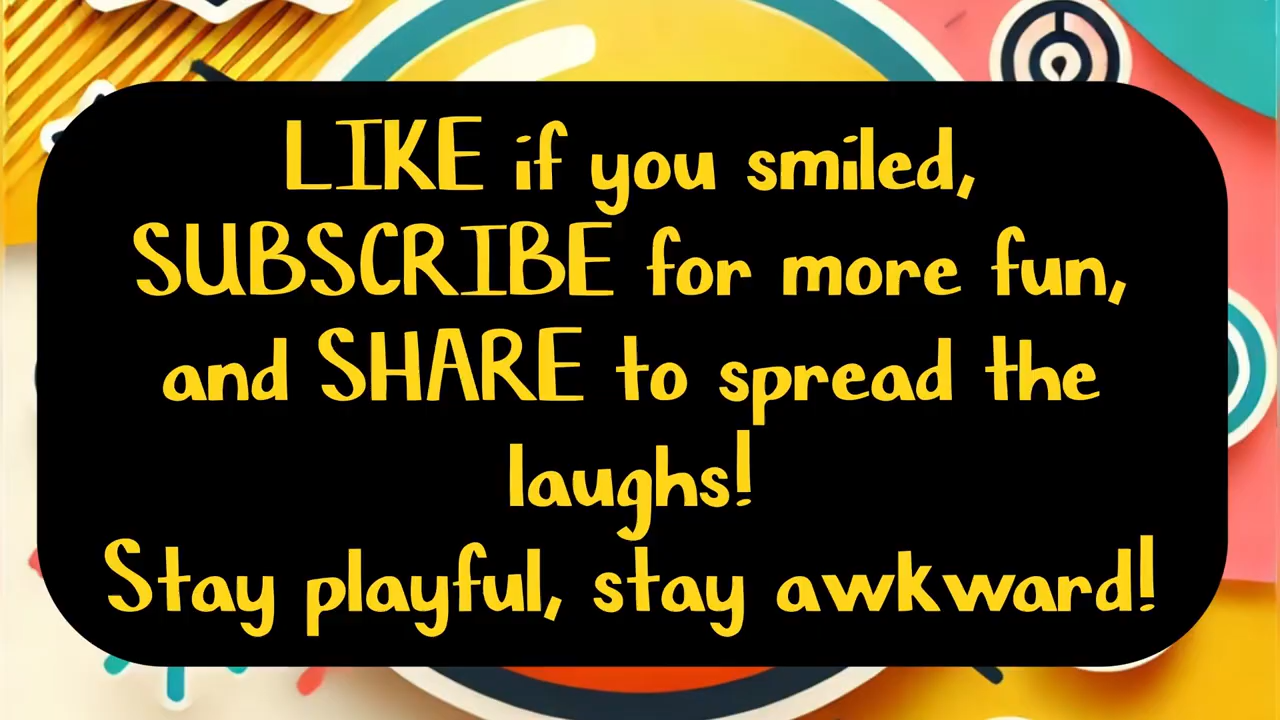 LIKE if you smiled,
SUBSCRIBE for more fun,
and SHARE to spread the
laughs!
Stay playful, stay awkward!